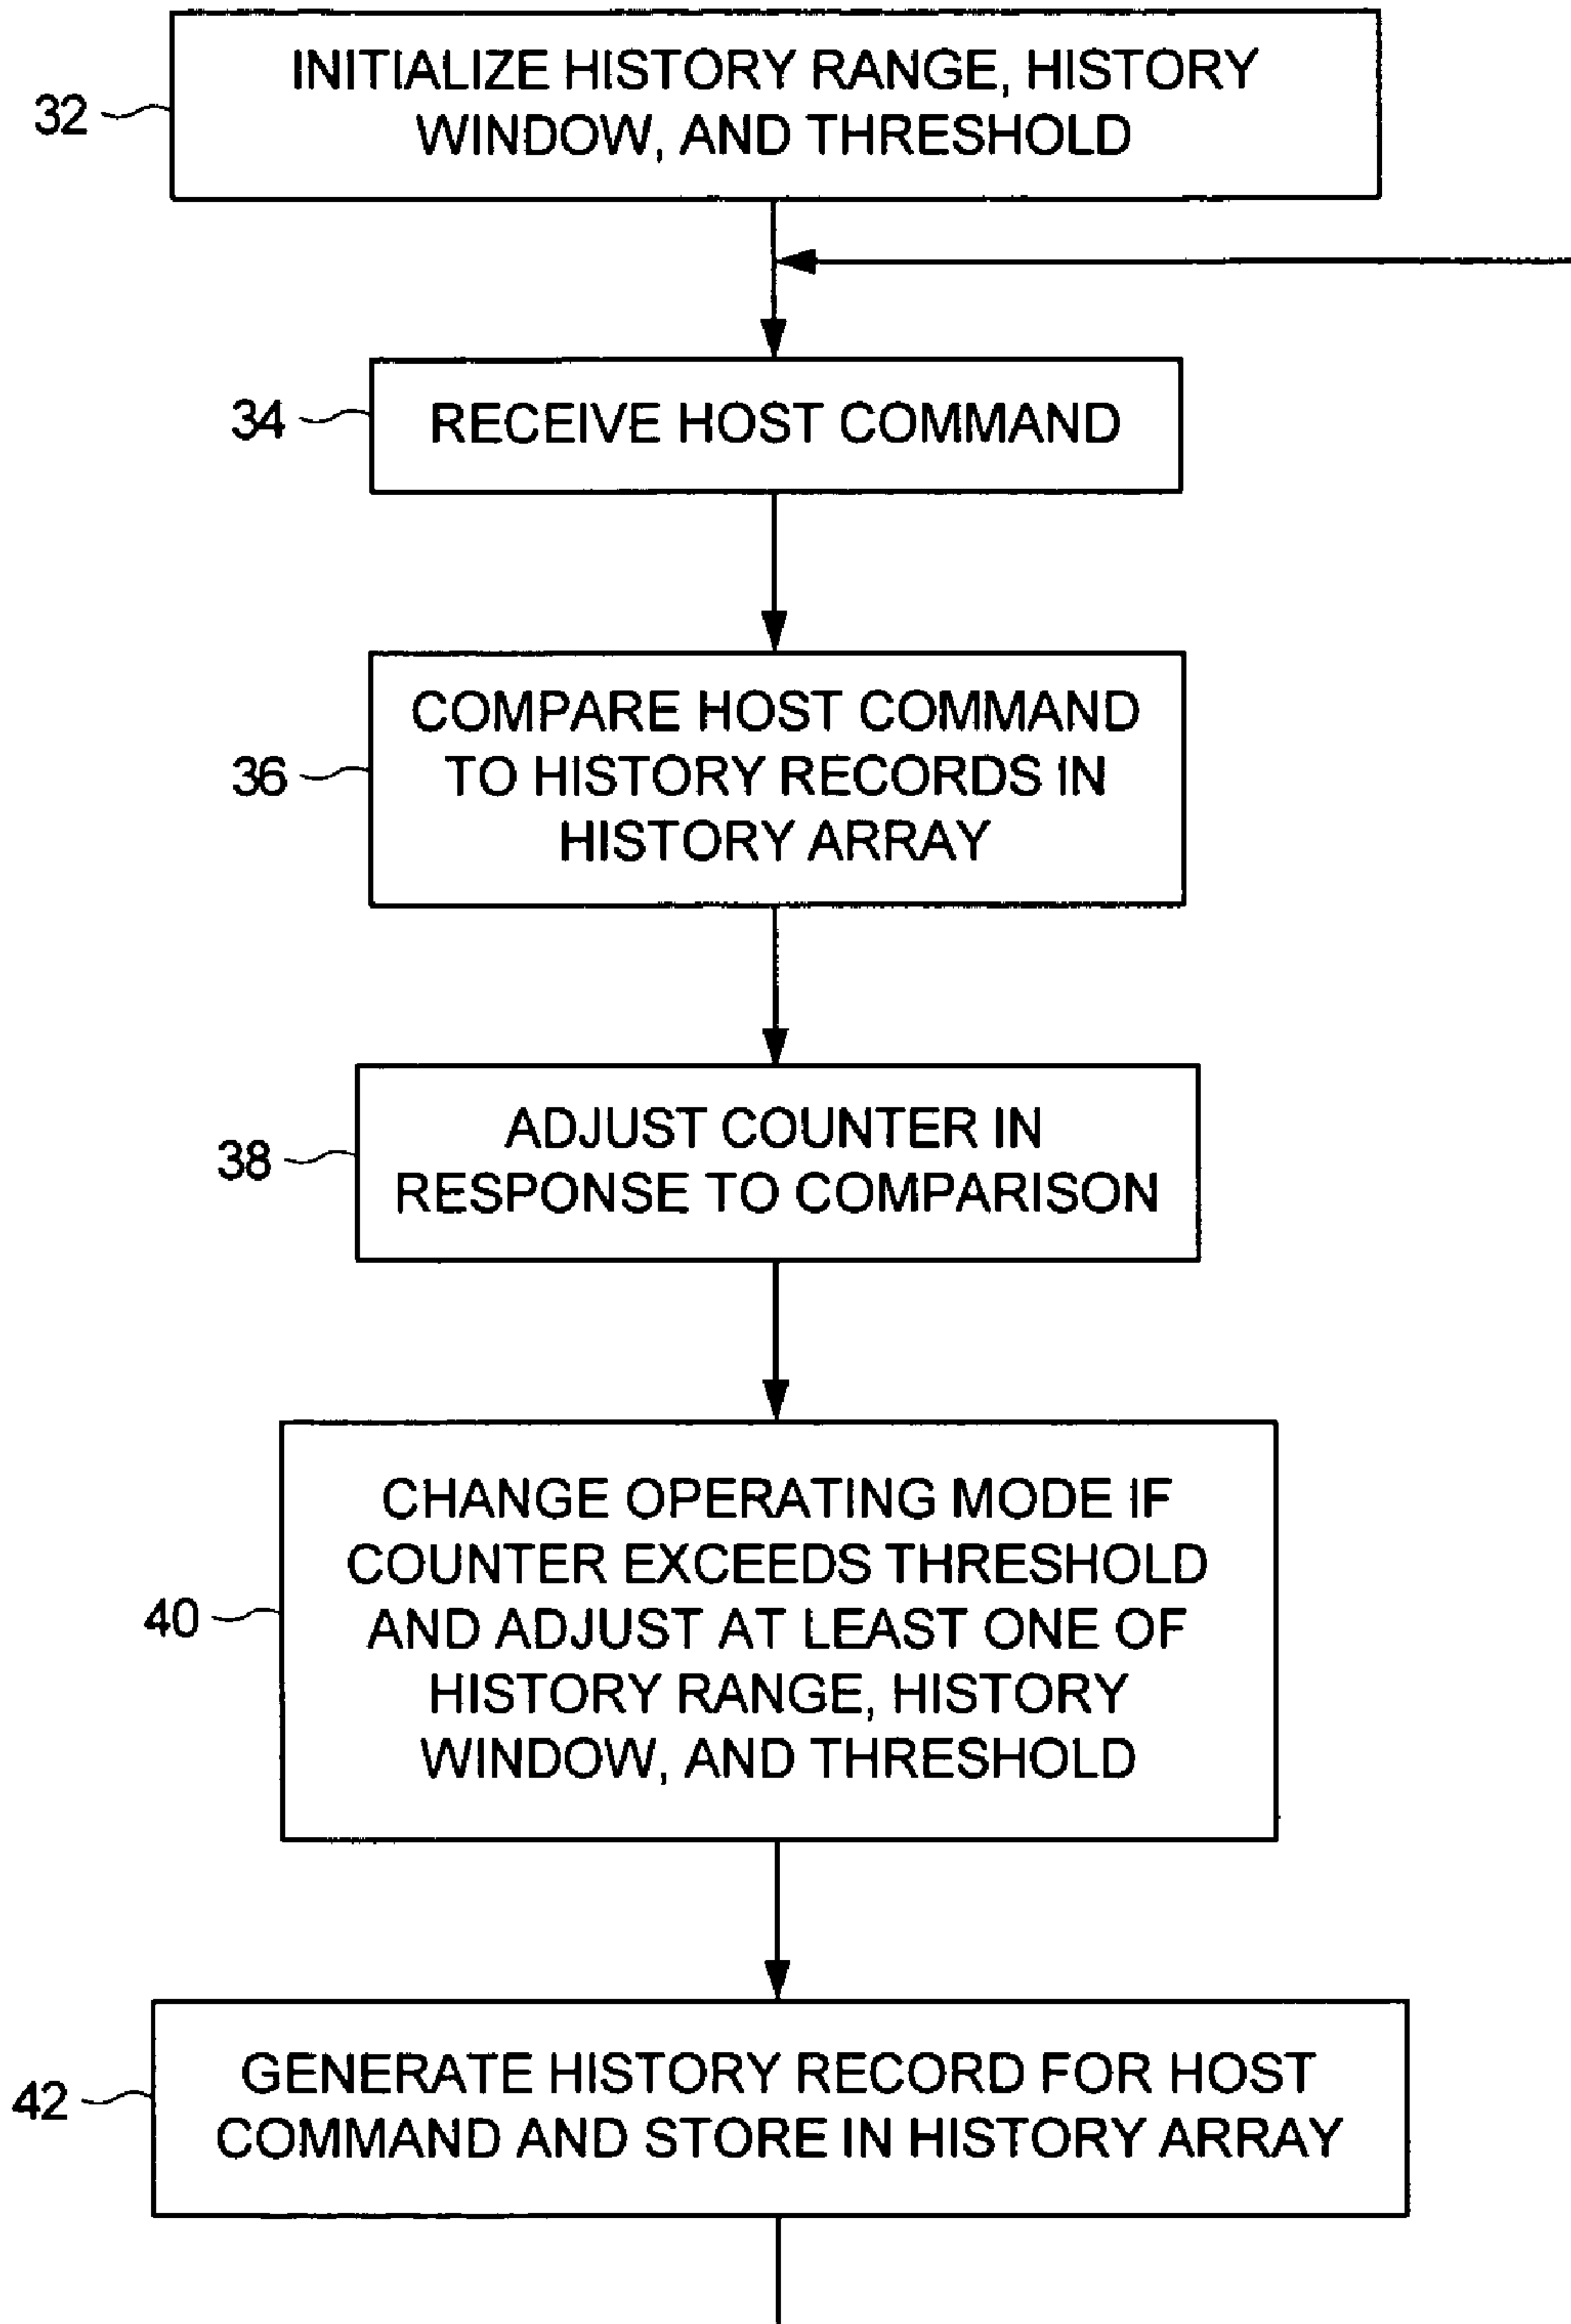 INITIALIZE HISTORY RANGE, HISTORY
WINDOW, AND THRESHOLD
32
RECEIVE HOST COMMAND
34
COMPARE HOST COMMAND
TO HISTORY RECORDS IN
HISTORY ARRAY
36
ADJUST COUNTER IN
RESPONSE TO COMPARISON
38
CHANGE OPERATING MODE IF
COUNTER EXCEEDS THRESHOLD
AND ADJUST AT LEAST ONE OF
HISTORY RANGE, HISTORY
WINDOW, AND THRESHOLD
40
GENERATE HISTORY RECORD FOR HOST
COMMAND AND STORE IN HISTORY ARRAY
42